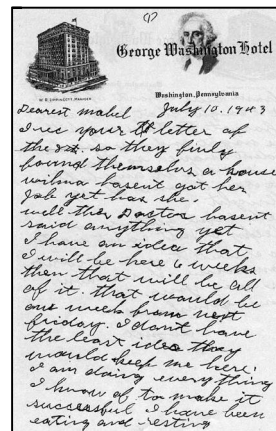 George Washington Hotel
Washington, Pennsylvania
Dearest Mabel July 10. 1943
I rec your letter of
the 8st. so they finly
found themselves a house
wilma hasent got her
Job yet has she.
well the Doctor hasent
said anything yet
I have an idea that
I will be here 6 weeks
then that will be all
of it. that would be
one week from next
friday. I dont have
the least idea they
would keep me here.
I am doing everything
I know of to make it
successful I have been
eating and resting